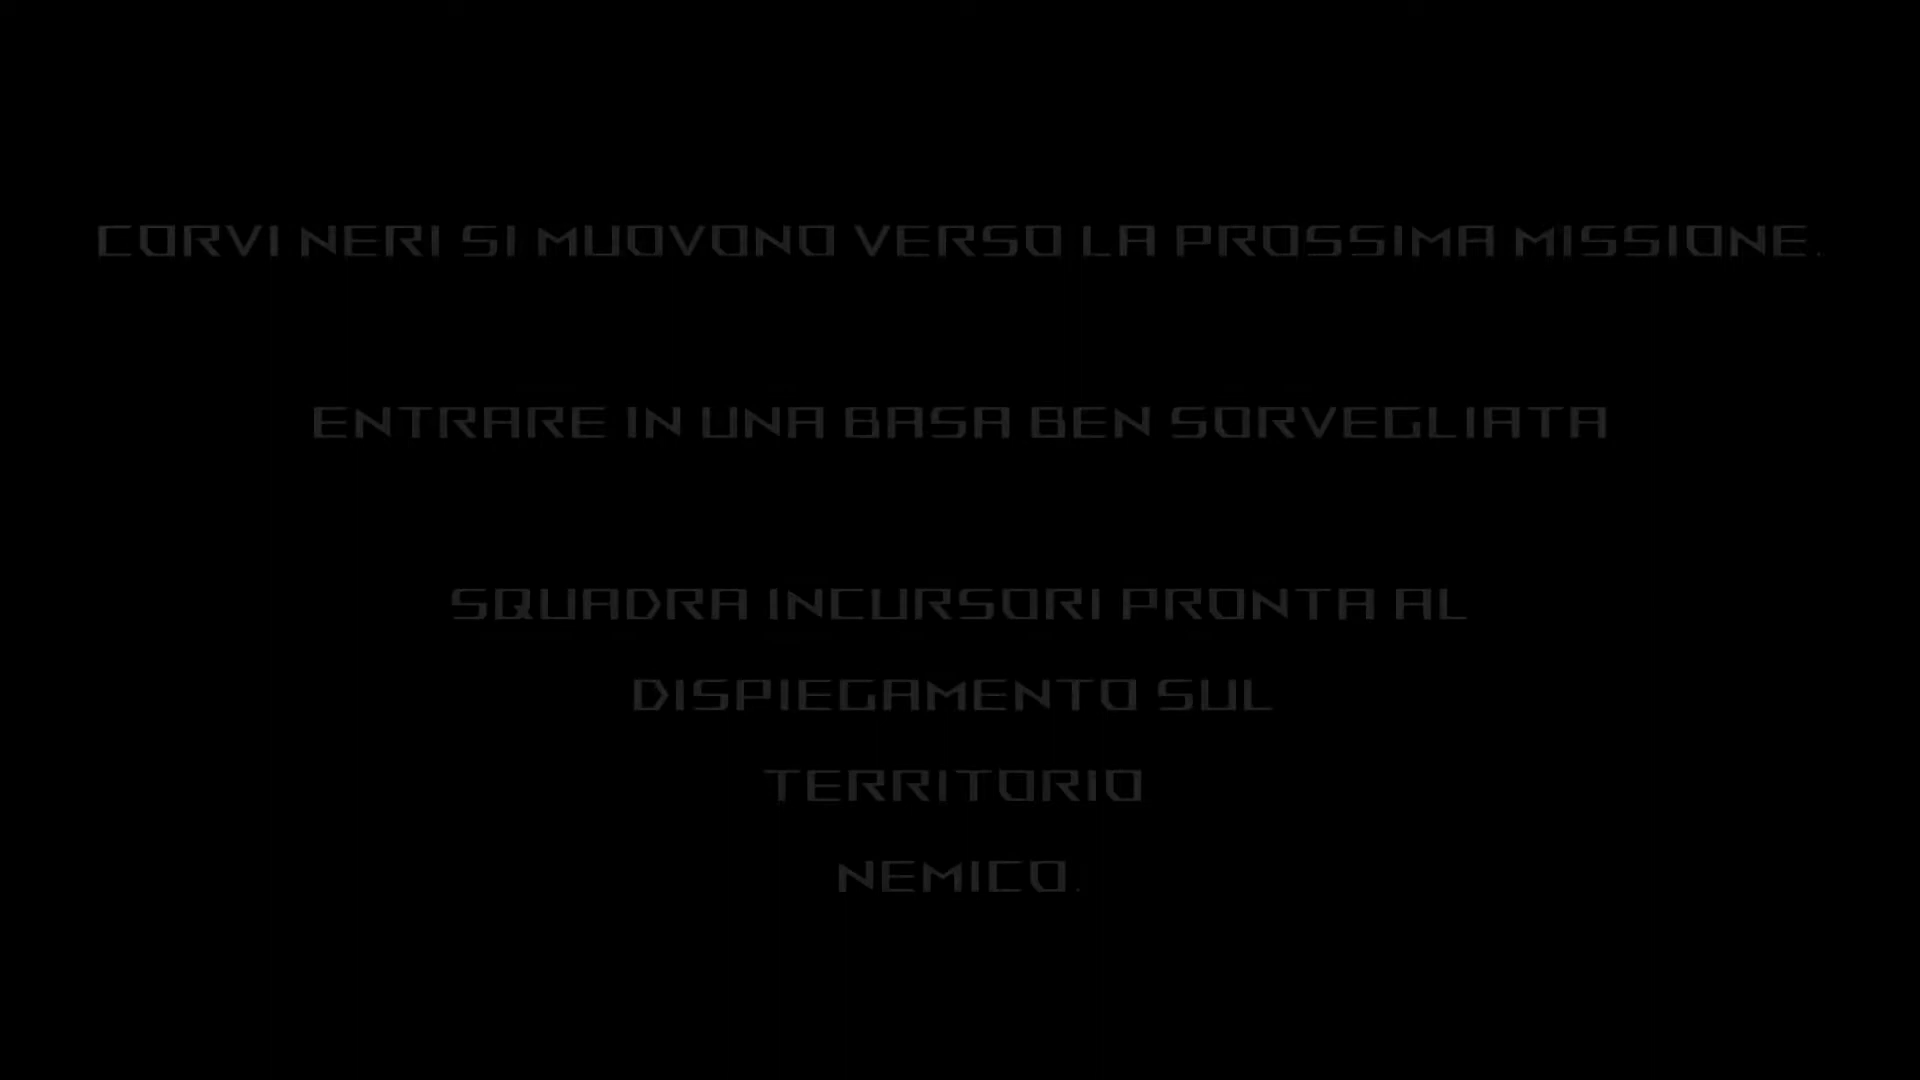 CORVI NERI SI MUOVONO VERSO LA PROSSIMA MISSIONE.
ENTRARE IN UNA BASA BEN SORVEGLIATA
SQUADRA INCURSORI PRONTA AL
DISPIEGAMENTO SUL
TERRITORIO
NEMICO.